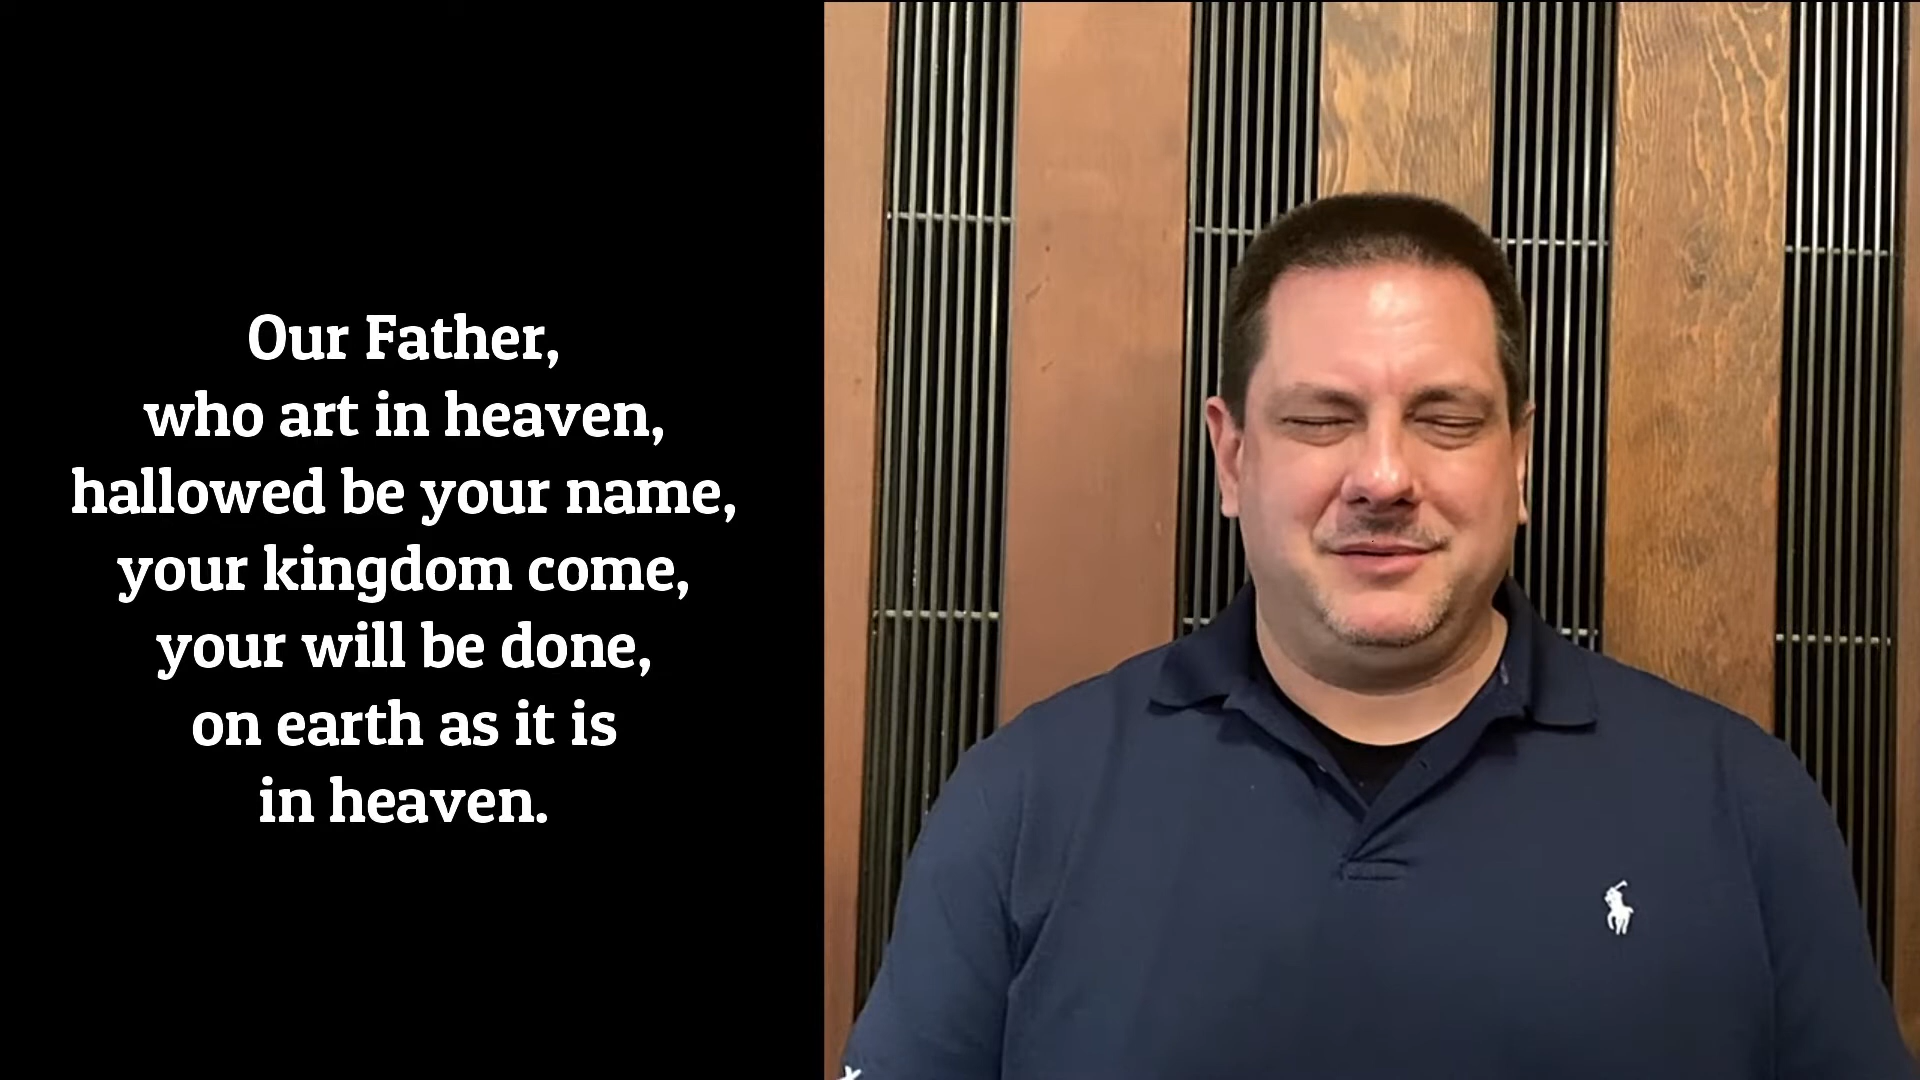 Our Father,
who art in heaven,
hallowed be your name,
your kingdom come,
your will be done,
on earth as it is
in heaven.